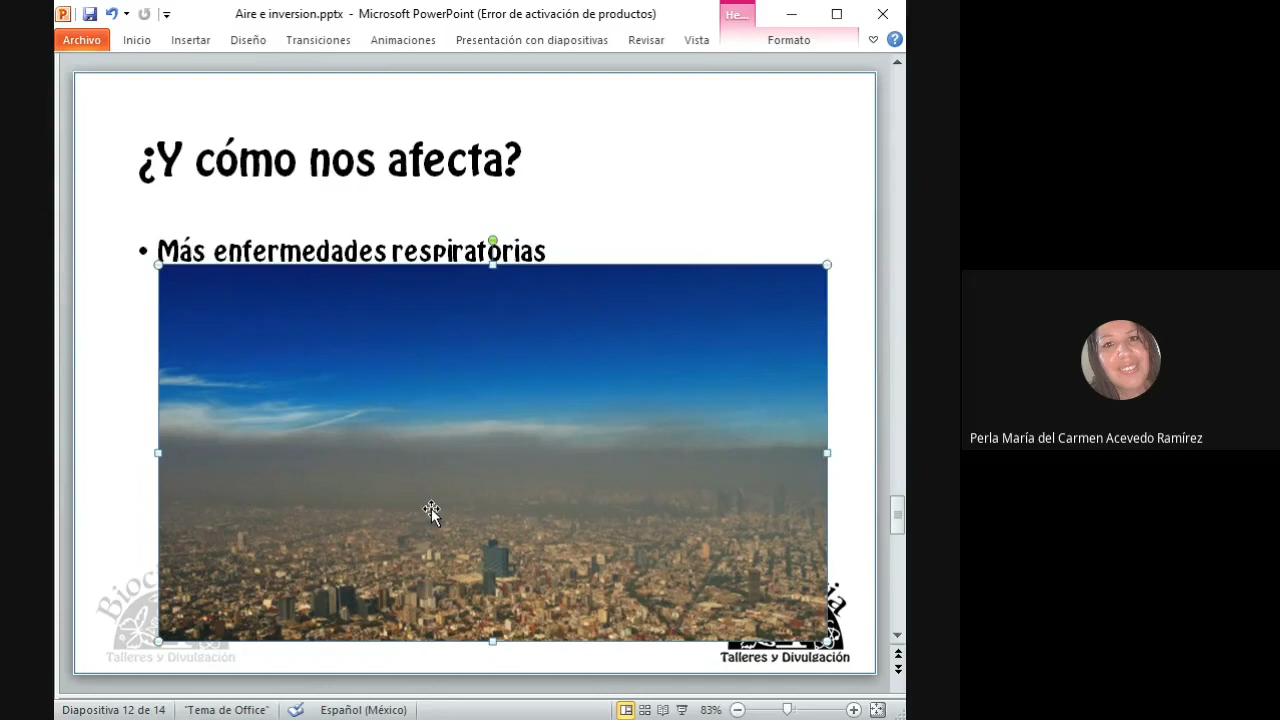 Aire e inversion.pptx - Microsoft PowerPoint (Error de activación de productos)
He...
Archivo Inicio Insertar Diseño Transiciones Animaciones Presentación con diapositivas Revisar Vista Formato
¿Y cómo nos afecta?
• Más enfermedades respiratorias
Perla María del Carmen Acevedo Ramírez
Talleres y Divulgación
Talleres y Divulgación
Diapositiva 12 de 14 "Tema de Office" Español (México) 83%